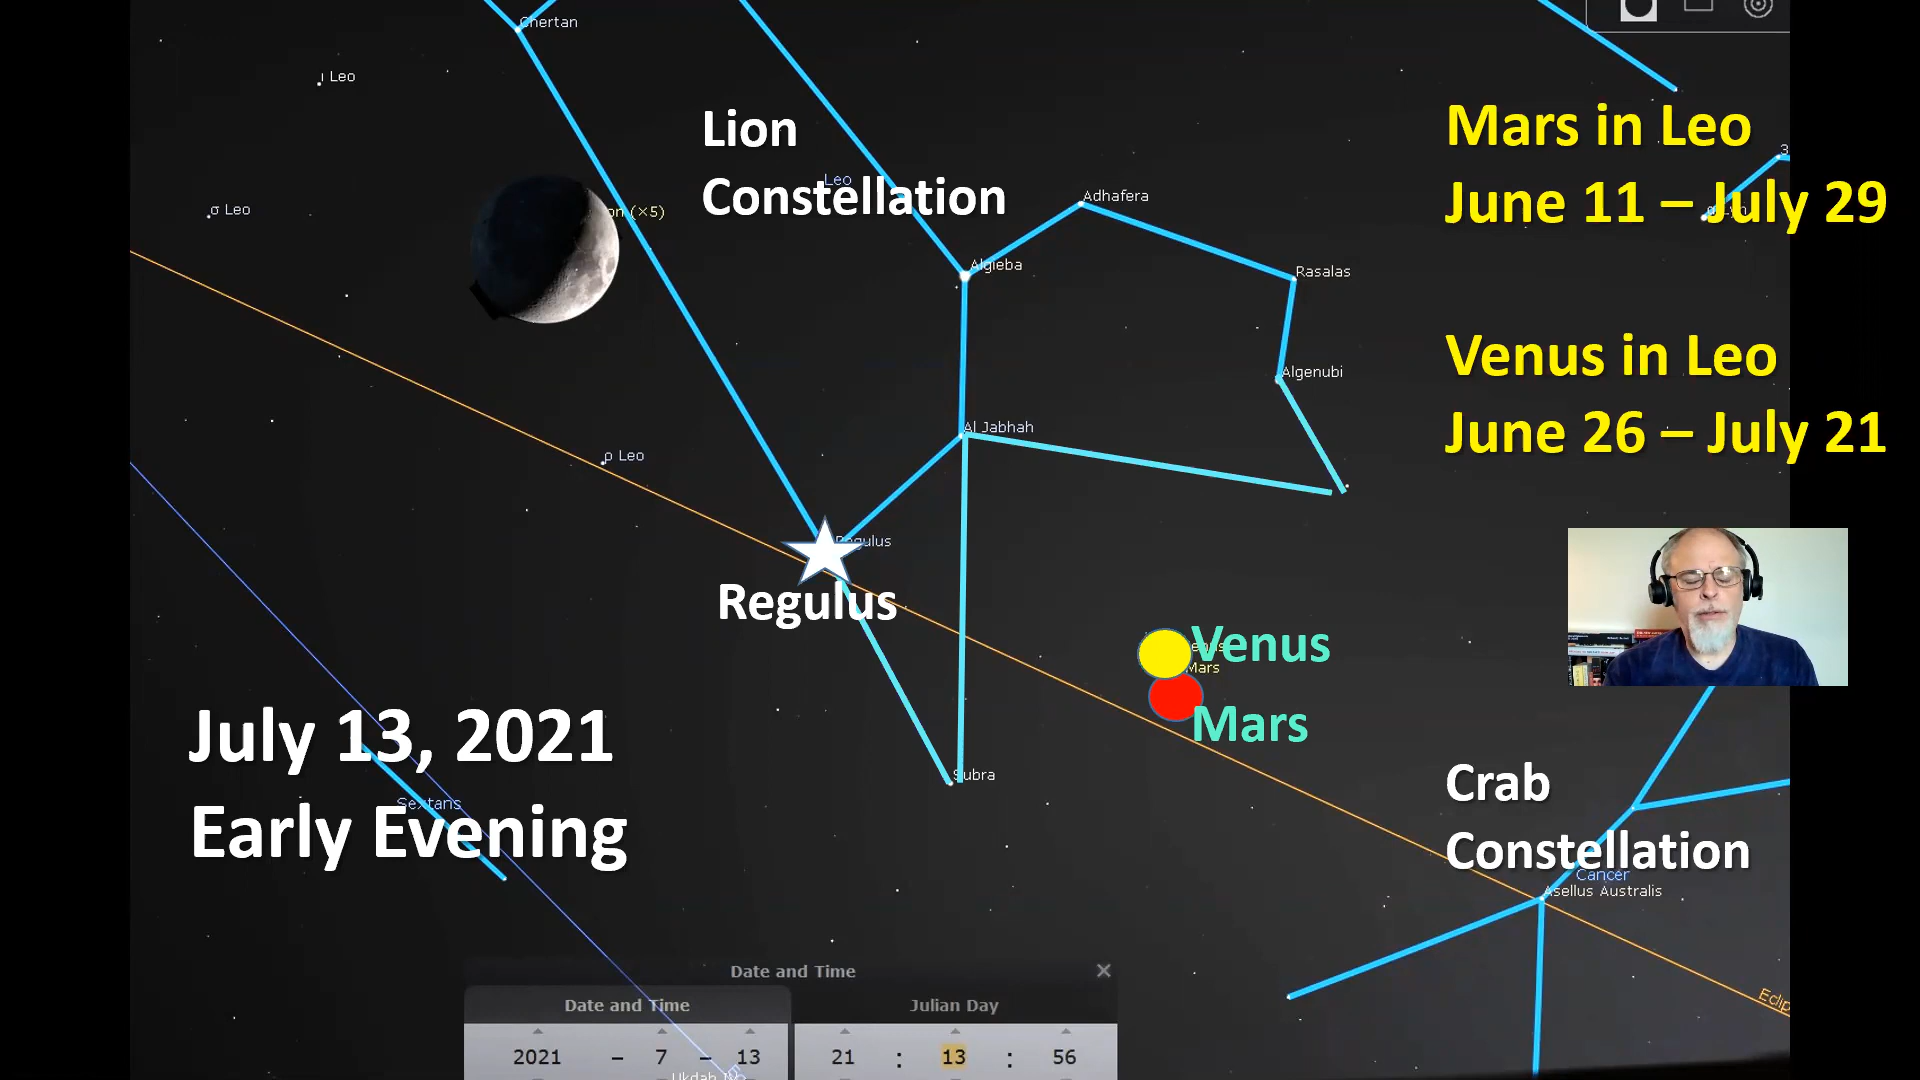 Chertan
ι Leo
Lion
Constellation
Leo
σ Leo
on (×5)
Adhafera
Algieba
Rasalas
Algenubi
Mars in Leo
June 11 – July 29
Venus in Leo
June 26 – July 21
Al Jabhah
ρ Leo
Regulus
Regulus
Venus
Mars
Mars
July 13, 2021
Early Evening
Sextans
Subra
Crab
Constellation
Cancer
Asellus Australis
Date and Time
Date and Time
Julian Day
2021 – 7 – 13
21 : 13 : 56
Eclip